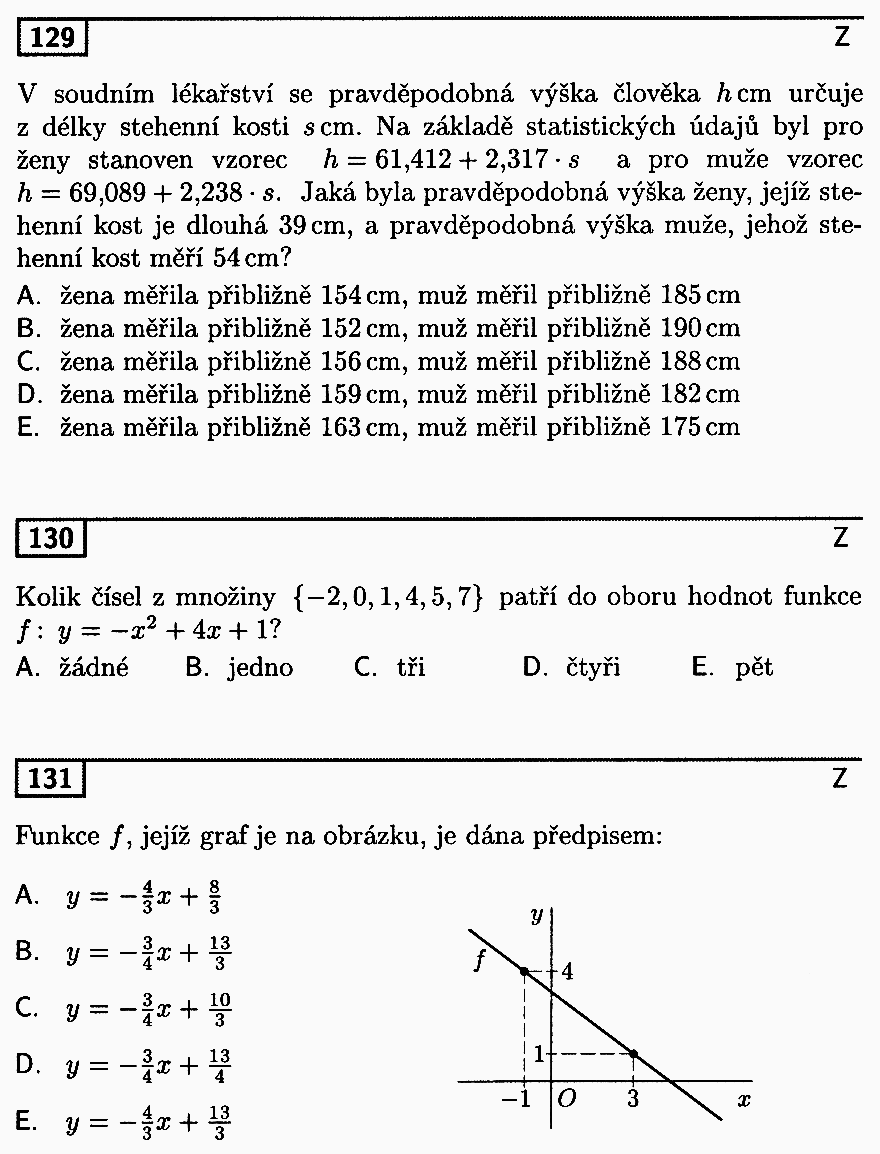 129 Z
V soudním lékařství se pravděpodobná výška člověka h cm určuje
z délky stehenní kosti s cm. Na základě statistických údajů byl pro
ženy stanoven vzorec h = 61,412 + 2,317 · s a pro muže vzorec
h = 69,089 + 2,238 · s. Jaká byla pravděpodobná výška ženy, jejíž ste-
henní kost je dlouhá 39 cm, a pravděpodobná výška muže, jehož ste-
henní kost měří 54 cm?
A. žena měřila přibližně 154 cm, muž měřil přibližně 185 cm
B. žena měřila přibližně 152 cm, muž měřil přibližně 190 cm
C. žena měřila přibližně 156 cm, muž měřil přibližně 188 cm
D. žena měřila přibližně 159 cm, muž měřil přibližně 182 cm
E. žena měřila přibližně 163 cm, muž měřil přibližně 175 cm
130 Z
Kolik čísel z množiny {−2, 0, 1, 4, 5, 7} patří do oboru hodnot funkce
f: y = −x² + 4x + 1?
A. žádné B. jedno C. tři D. čtyři E. pět
131 Z
Funkce f, jejíž graf je na obrázku, je dána předpisem:
A. y = −4/3x + 8/3
B. y = −3/4x + 13/3
C. y = −3/4x + 10/3
D. y = −3/4x + 13/4
E. y = −4/3x + 13/3
y
f
4
1
−1 O 3 x